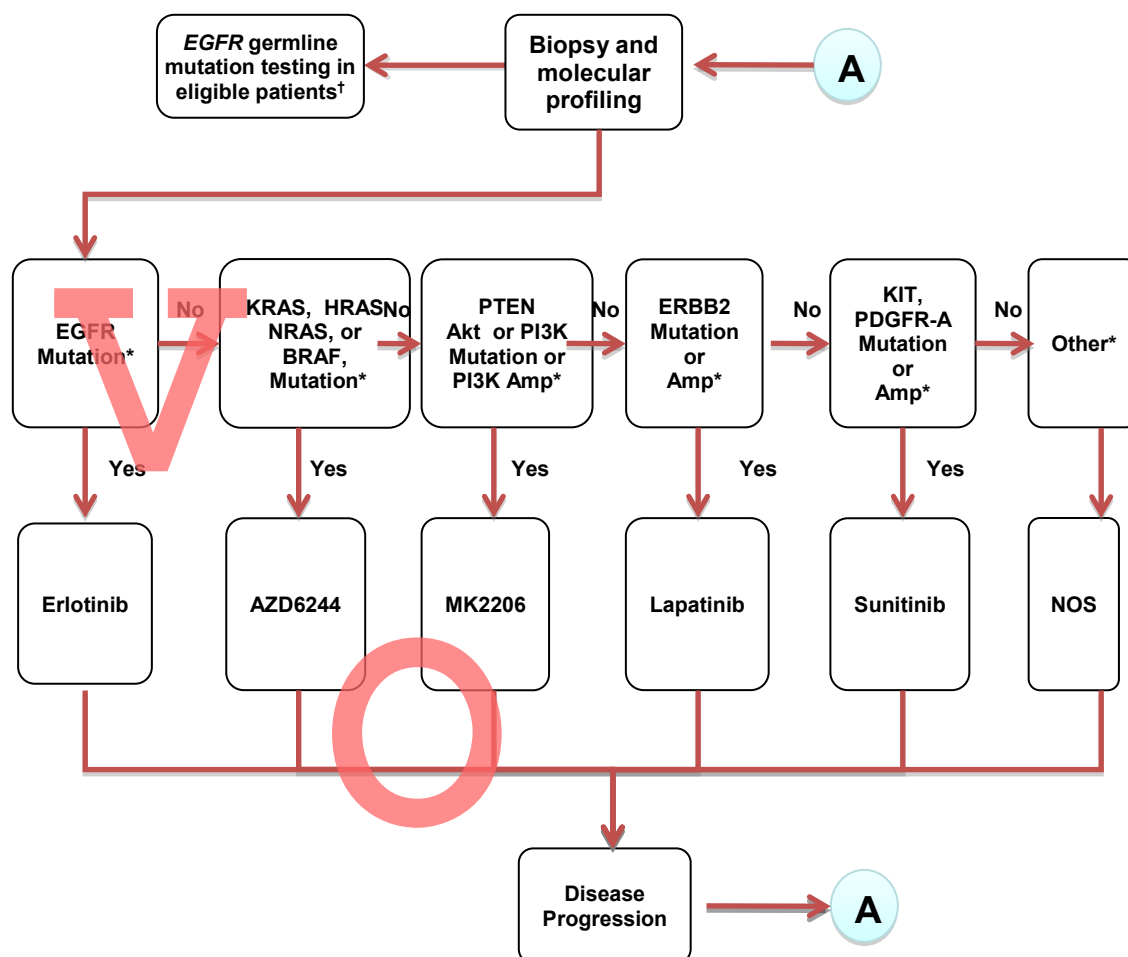 EGFR germline
mutation testing in
eligible patients†
Biopsy and
molecular
profiling
A
EGFR
Mutation*
No
KRAS, HRAS
NRAS, or
BRAF,
Mutation*
No
PTEN
Akt or PI3K
Mutation or
PI3K Amp*
No
ERBB2
Mutation
or
Amp*
No
KIT,
PDGFR-A
Mutation
or
Amp*
No
Other*
Yes
Yes
Yes
Yes
Yes
Erlotinib
AZD6244
MK2206
Lapatinib
Sunitinib
NOS
Disease
Progression
A
V
O